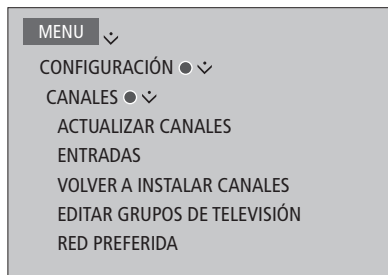 MENU
CONFIGURACIÓN
CANALES
ACTUALIZAR CANALES
ENTRADAS
VOLVER A INSTALAR CANALES
EDITAR GRUPOS DE TELEVISIÓN
RED PREFERIDA